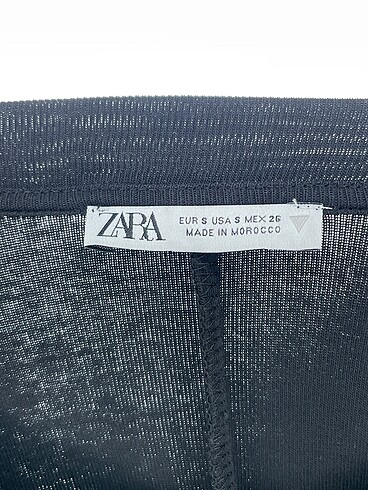 ZARA
EUR S USA S MEX 26
MADE IN MOROCCO